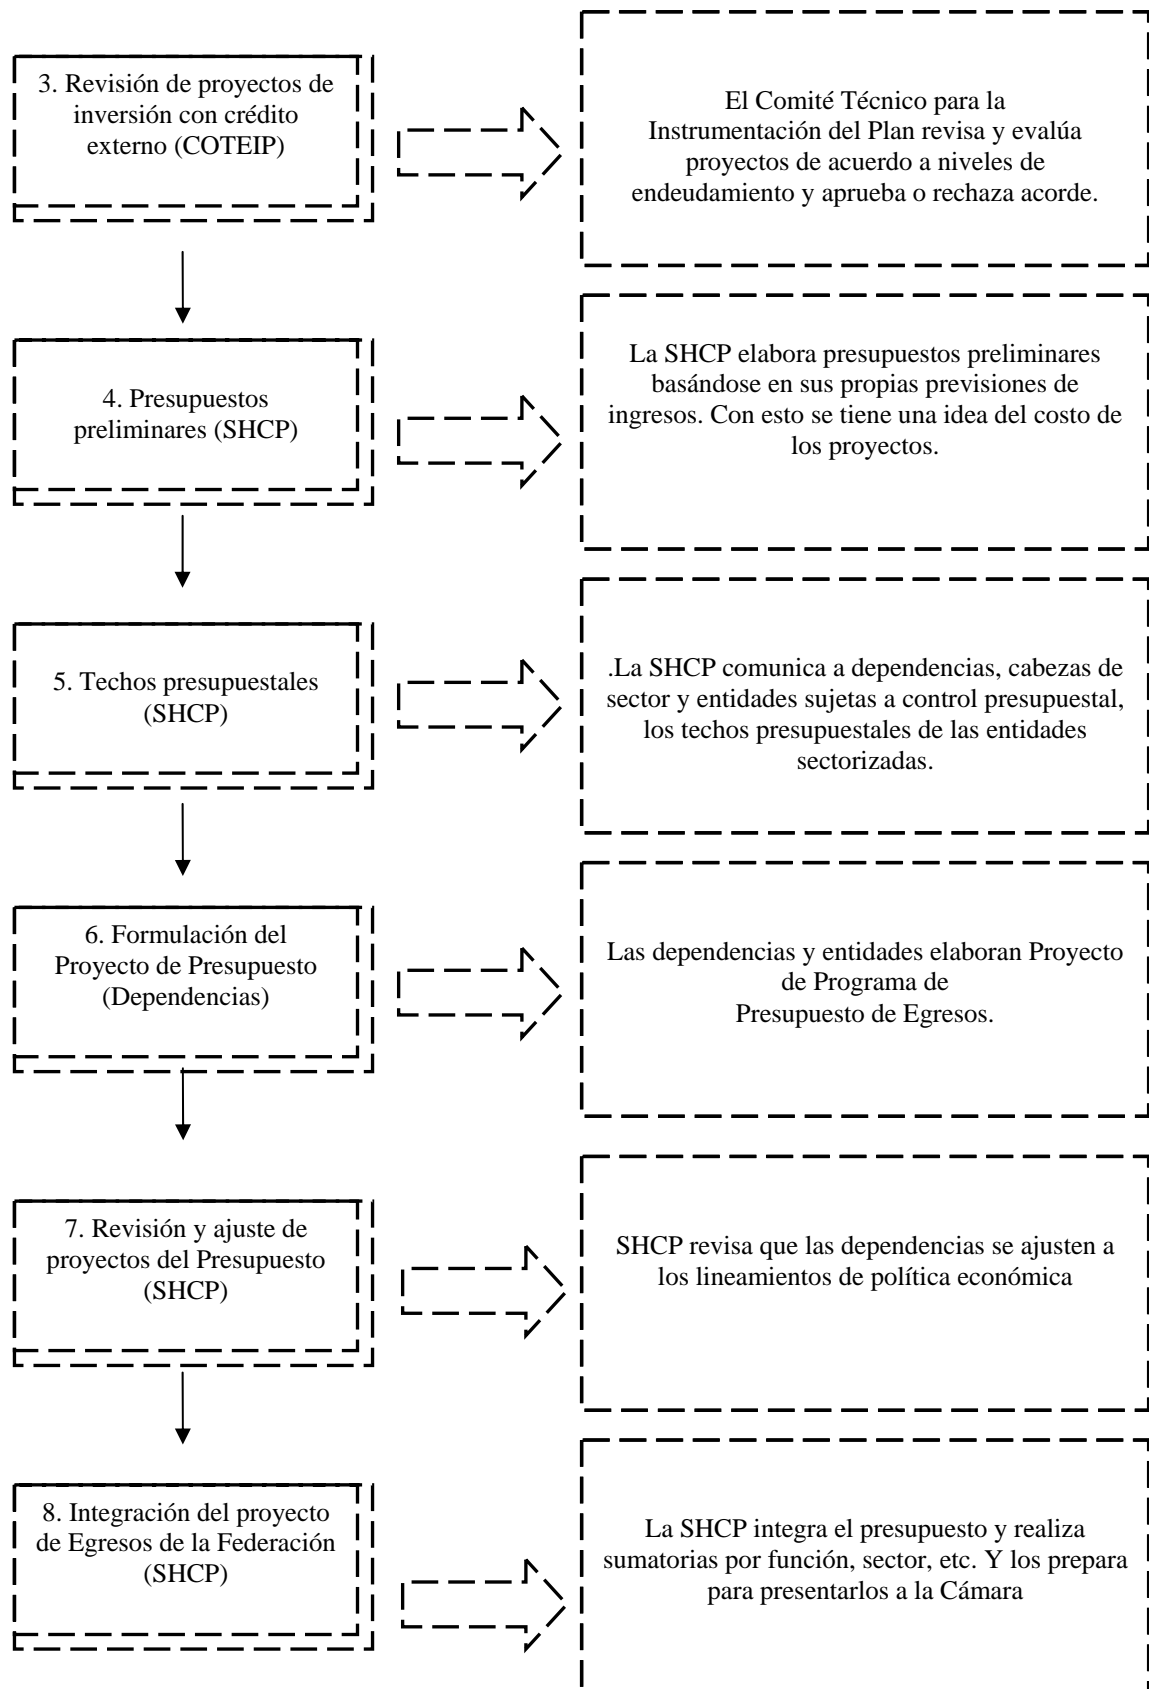 3. Revisión de proyectos de
inversión con crédito
externo (COTEIP)
El Comité Técnico para la
Instrumentación del Plan revisa y evalúa
proyectos de acuerdo a niveles de
endeudamiento y aprueba o rechaza acorde.
4. Presupuestos
preliminares (SHCP)
La SHCP elabora presupuestos preliminares
basándose en sus propias previsiones de
ingresos. Con esto se tiene una idea del costo de
los proyectos.
5. Techos presupuestales
(SHCP)
.La SHCP comunica a dependencias, cabezas de
sector y entidades sujetas a control presupuestal,
los techos presupuestales de las entidades
sectorizadas.
6. Formulación del
Proyecto de Presupuesto
(Dependencias)
Las dependencias y entidades elaboran Proyecto
de Programa de
Presupuesto de Egresos.
7. Revisión y ajuste de
proyectos del Presupuesto
(SHCP)
SHCP revisa que las dependencias se ajusten a
los lineamientos de política económica
8. Integración del proyecto
de Egresos de la Federación
(SHCP)
La SHCP integra el presupuesto y realiza
sumatorias por función, sector, etc. Y los prepara
para presentarlos a la Cámara